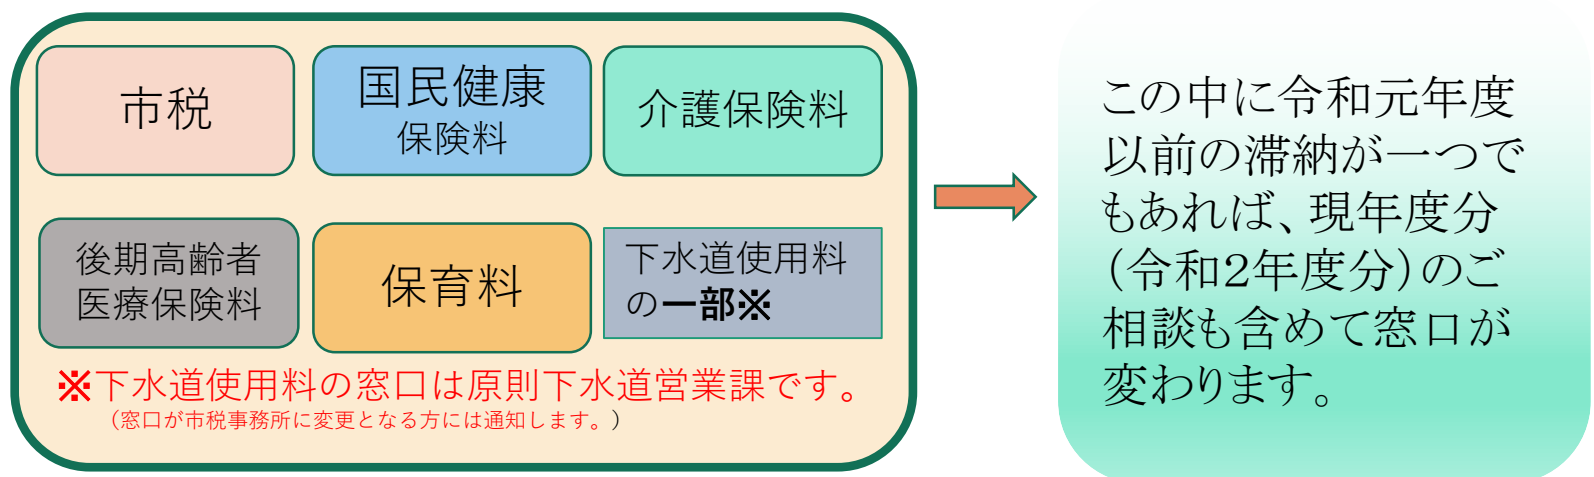 市税
国民健康
保険料
介護保険料
後期高齢者
医療保険料
保育料
下水道使用料
の一部※
※下水道使用料の窓口は原則下水道営業課です。
(窓口が市税事務所に変更となる方には通知します。)
この中に令和元年度
以前の滞納が一つで
もあれば、現年度分
(令和2年度分)のご
相談も含めて窓口が
変わります。